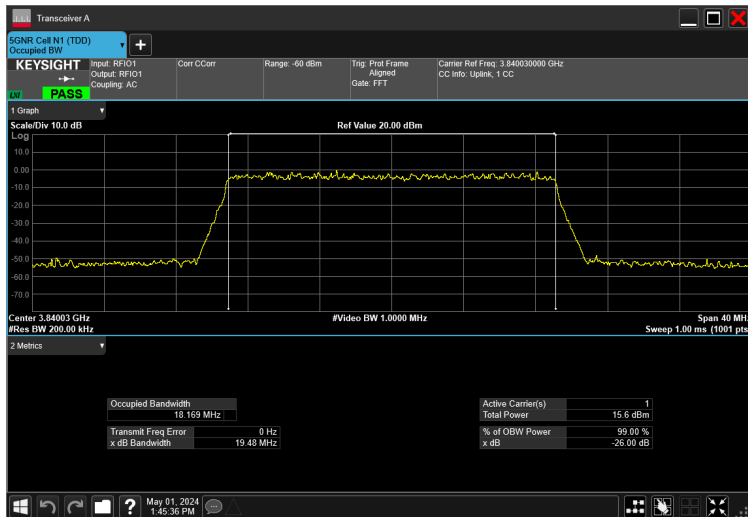 Transceiver A
5GNR Cell N1 (TDD)
Occupied BW
KEYSIGHT
LXI
PASS
Input: RFIO1
Output: RFIO1
Coupling: AC
Corr CCorr
Range: -60 dBm
Trig: Prot Frame
Aligned
Gate: FFT
Carrier Ref Freq: 3.840030000 GHz
CC Info: Uplink, 1 CC
1 Graph
Scale/Div 10.0 dB
Ref Value 20.00 dBm
Log
10.0
0.00
-10.0
-20.0
-30.0
-40.0
-50.0
-60.0
-70.0
Center 3.84003 GHz
#Video BW 1.0000 MHz
Span 40 MHz
#Res BW 200.00 kHz
Sweep 1.00 ms (1001 pts
2 Metrics
Occupied Bandwidth
18.169 MHz
Transmit Freq Error 0 Hz
x dB Bandwidth 19.48 MHz
Active Carrier(s) 1
Total Power 15.6 dBm
% of OBW Power 99.00 %
x dB -26.00 dB
May 01, 2024
1:45:36 PM